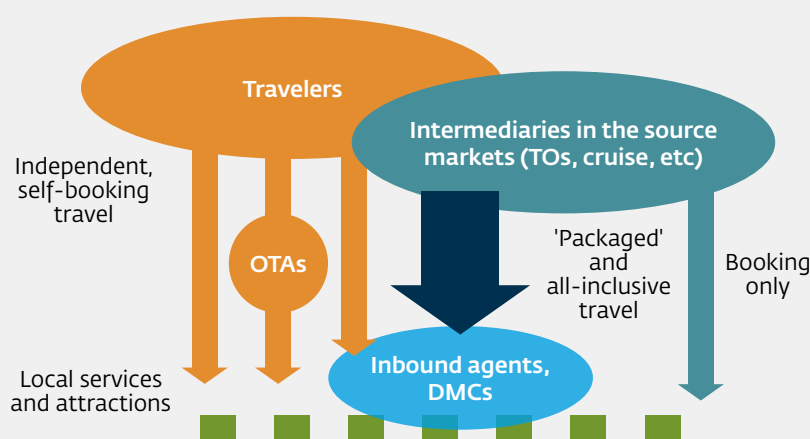 Travelers
Intermediaries in the source
markets (TOs, cruise, etc)
Independent,
self-booking
travel
OTAs
'Packaged'
and
all-inclusive
travel
Booking
only
Inbound agents,
DMCs
Local services
and attractions